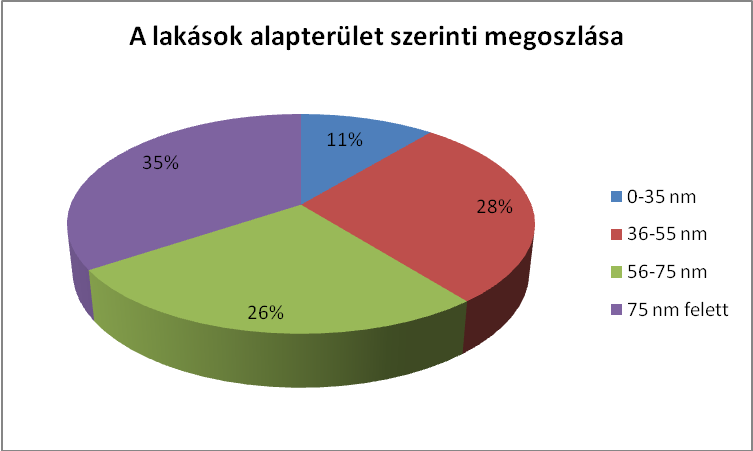 A lakások alapterület szerinti megoszlása
11%
35%
28%
26%
0-35 nm
36-55 nm
56-75 nm
75 nm felett